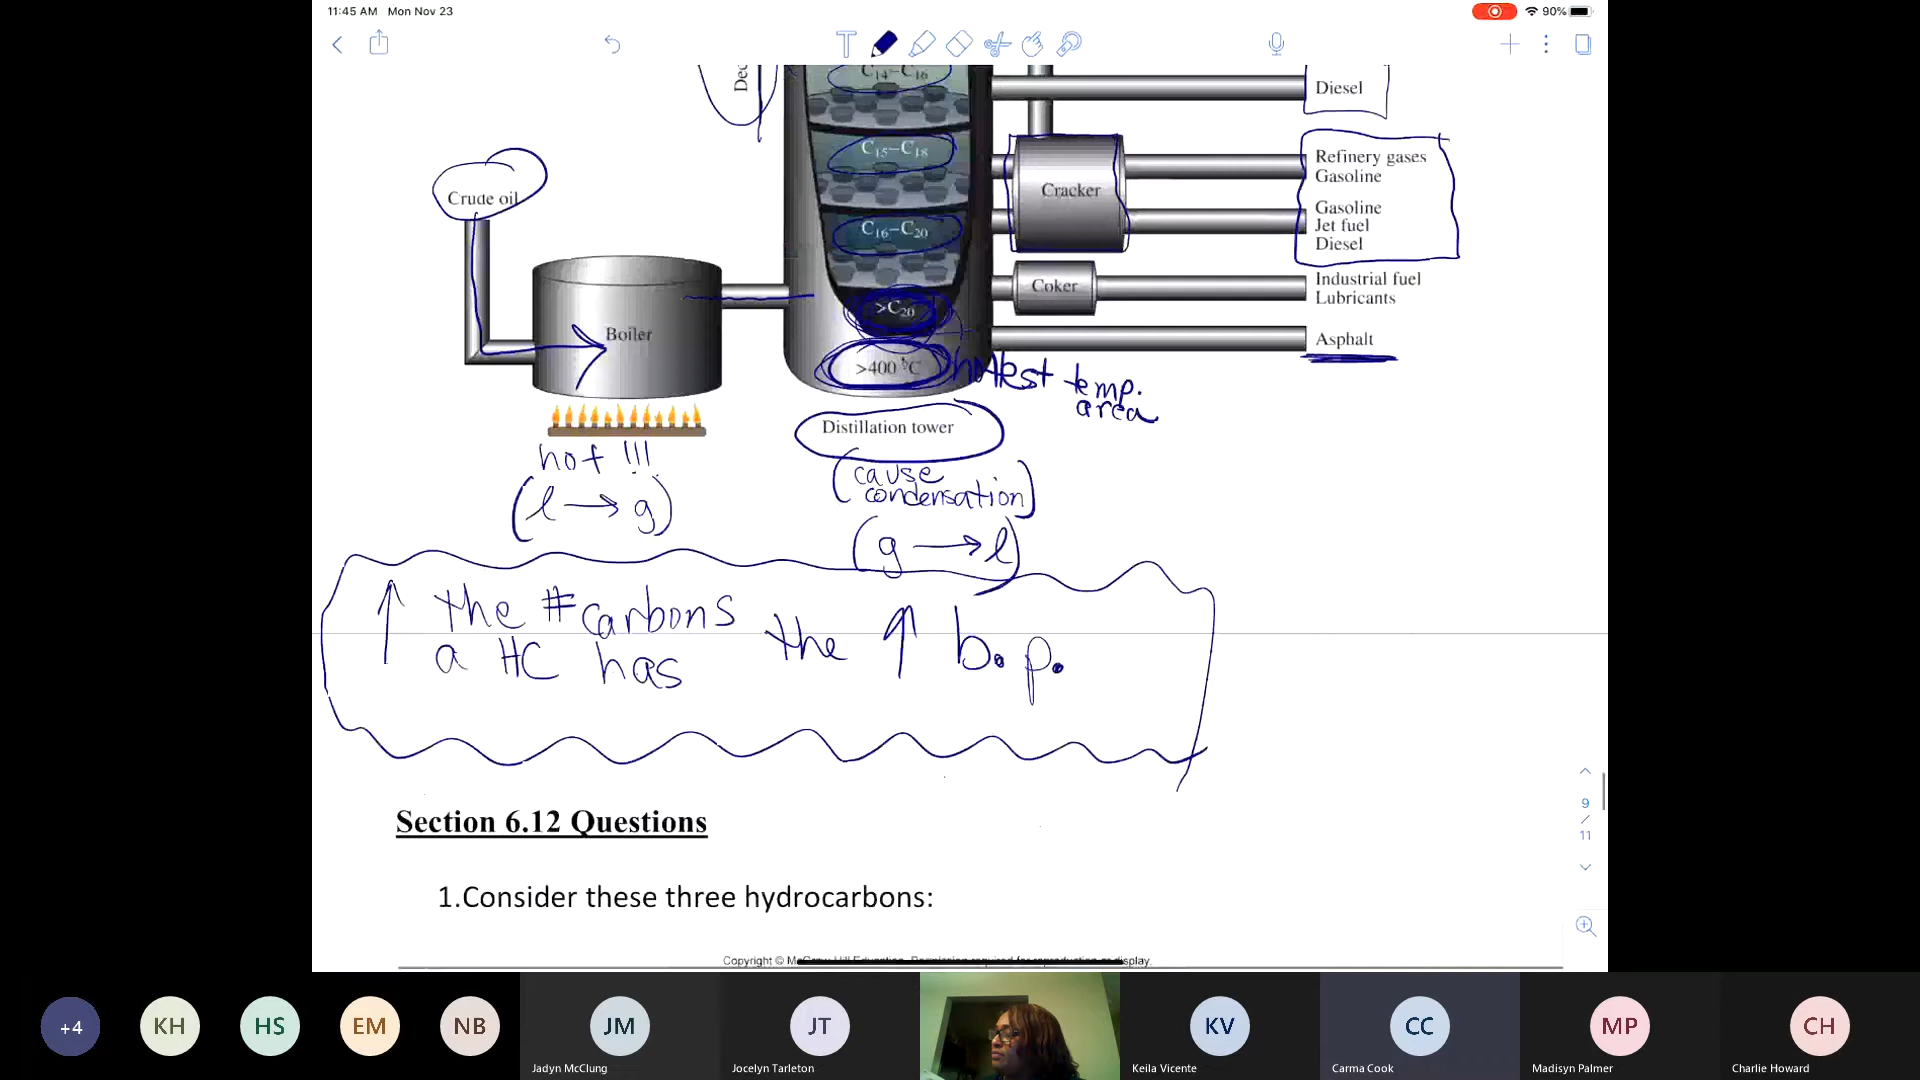 11:45 AM Mon Nov 23
90%
C14–C16
Diesel
C15–C18
Refinery gases
Gasoline
Cracker
Crude oil
C16–C20
Gasoline
Jet fuel
Diesel
Coker
Industrial fuel
Lubricants
>C20
Boiler
Asphalt
>400 °C
hottest temp.
area
Distillation tower
hot !!!
(l → g)
(cause
condensation)
(g → l)
↑ the # carbons
a HC has the ↑ b.p.
9
/
11
Section 6.12 Questions
1.Consider these three hydrocarbons:
Copyright ©
+4
KH
HS
EM
NB
JM
JT
KV
CC
MP
CH
Jadyn McClung
Jocelyn Tarleton
Keila Vicente
Carma Cook
Madisyn Palmer
Charlie Howard